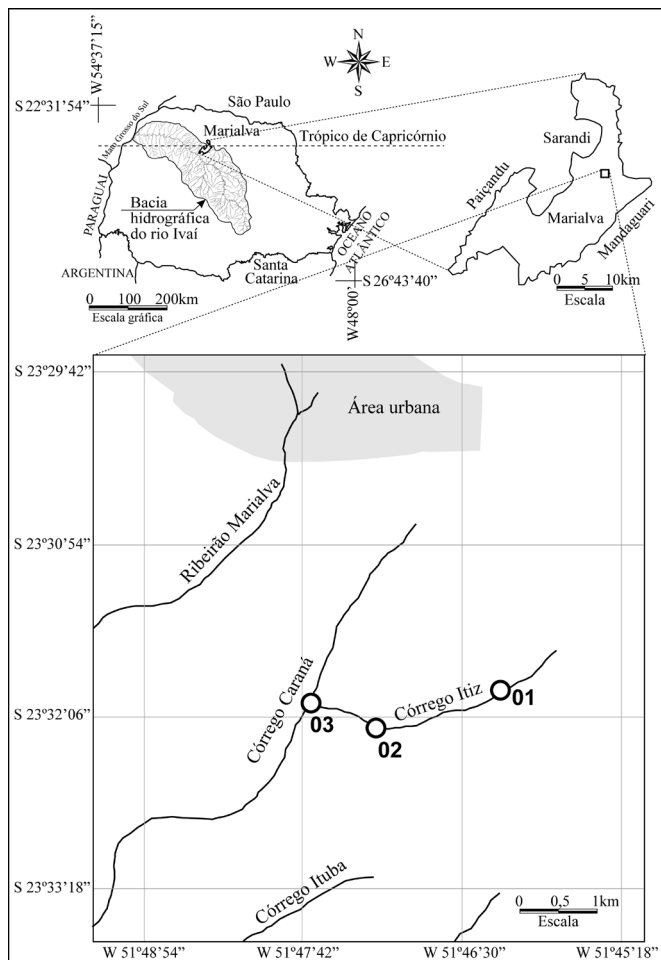 W 54º37'15"
N
W
E
S
S 22º31'54"
São Paulo
Mato Grosso do Sul
Marialva
Trópico de Capricórnio
Sarandi
Paiçandu
PARAGUAI
Bacia
hidrográfica
do rio Ivaí
Marialva
Mandaguari
OCEANO
ATLÂNTICO
ARGENTINA
Santa
Catarina
S 26º43'40"
W48º00'
0 100 200km
Escala gráfica
0 5 10km
Escala
S 23º29'42"
Área urbana
Ribeirão Marialva
S 23º30'54"
Córrego Caraná
Córrego Itiz
01
S 23º32'06"
03
02
Córrego Ituba
S 23º33'18"
0 0,5 1km
Escala
W 51º48'54"
W 51º47'42"
W 51º46'30"
W 51º45'18"